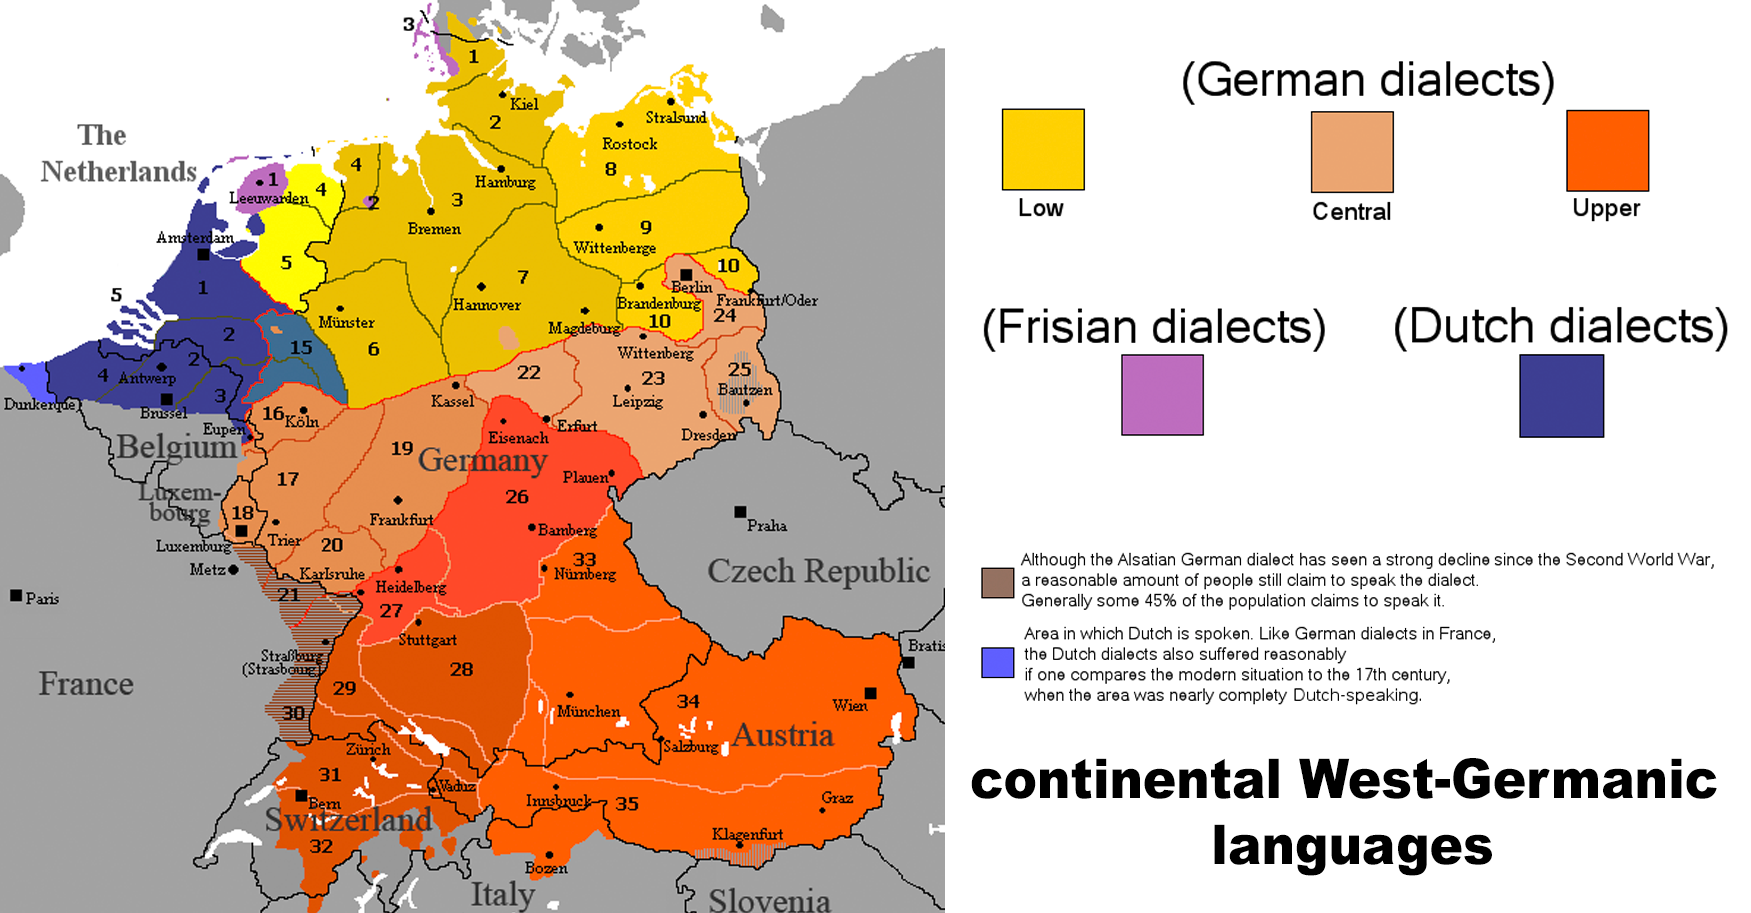 3
1
Kiel
2
Stralsund
Rostock
The
Netherlands
4
8
1
4
Leeuwarden
2
Hamburg
3
Bremen
Amsterdam
9
Wittenberge
5
10
7
Berlin
1
5
Hannover
Brandenburg
Frankfurt/Oder
Münster
Magdeburg
10
24
2
15
6
Wittenberg
2
4
Antwerp
22
23
25
Bautzen
3
Kassel
Leipzig
Dunkerque
Brussel
16
Köln
Erfurt
Eupen
Eisenach
Dresden
Belgium
19
Germany
17
Plauen
Luxem-
bourg
26
18
Frankfurt
Praha
Trier
Bamberg
Luxemburg
20
33
Metz
Karlsruhe
Nürnberg
Czech Republic
Heidelberg
21
Paris
27
Stuttgart
Bratis
Straßburg
(Strasbourg)
28
France
29
34
Wien
30
München
Austria
Zürich
Salzburg
31
Waduz
Bern
Innsbruck
35
Graz
Switzerland
Klagenfurt
32
Bozen
Italy
Slovenia
(German dialects)
Low
Central
Upper
(Frisian dialects)
(Dutch dialects)
Although the Alsatian German dialect has seen a strong decline since the Second World War,
a reasonable amount of people still claim to speak the dialect.
Generally some 45% of the population claims to speak it.
Area in which Dutch is spoken. Like German dialects in France,
the Dutch dialects also suffered reasonably
if one compares the modern situation to the 17th century,
when the area was nearly complety Dutch-speaking.
continental West-Germanic
languages